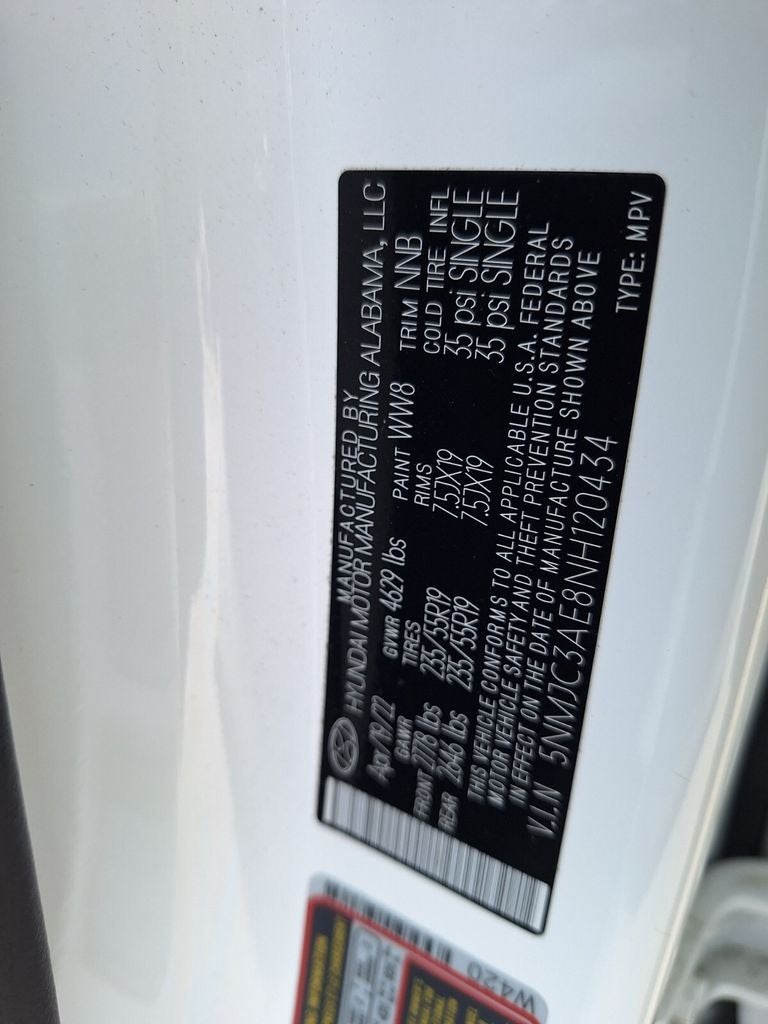 MANUFACTURED BY
HYUNDAI MOTOR MANUFACTURING ALABAMA, LLC
Apr/19/22 GVWR 4629 lbs PAINT WW8 TRIM NNB
GAWR TIRES RIMS COLD TIRE INFL
FRONT 2778 lbs 235/55R19 7.5JX19 35 psi SINGLE
REAR 2646 lbs 235/55R19 7.5JX19 35 psi SINGLE
THIS VEHICLE CONFORMS TO ALL APPLICABLE U.S.A. FEDERAL
MOTOR VEHICLE SAFETY AND THEFT PREVENTION STANDARDS
IN EFFECT ON THE DATE OF MANUFACTURE SHOWN ABOVE
V.I.N 5NMJC3AE8NH120434 TYPE: MPV
W420